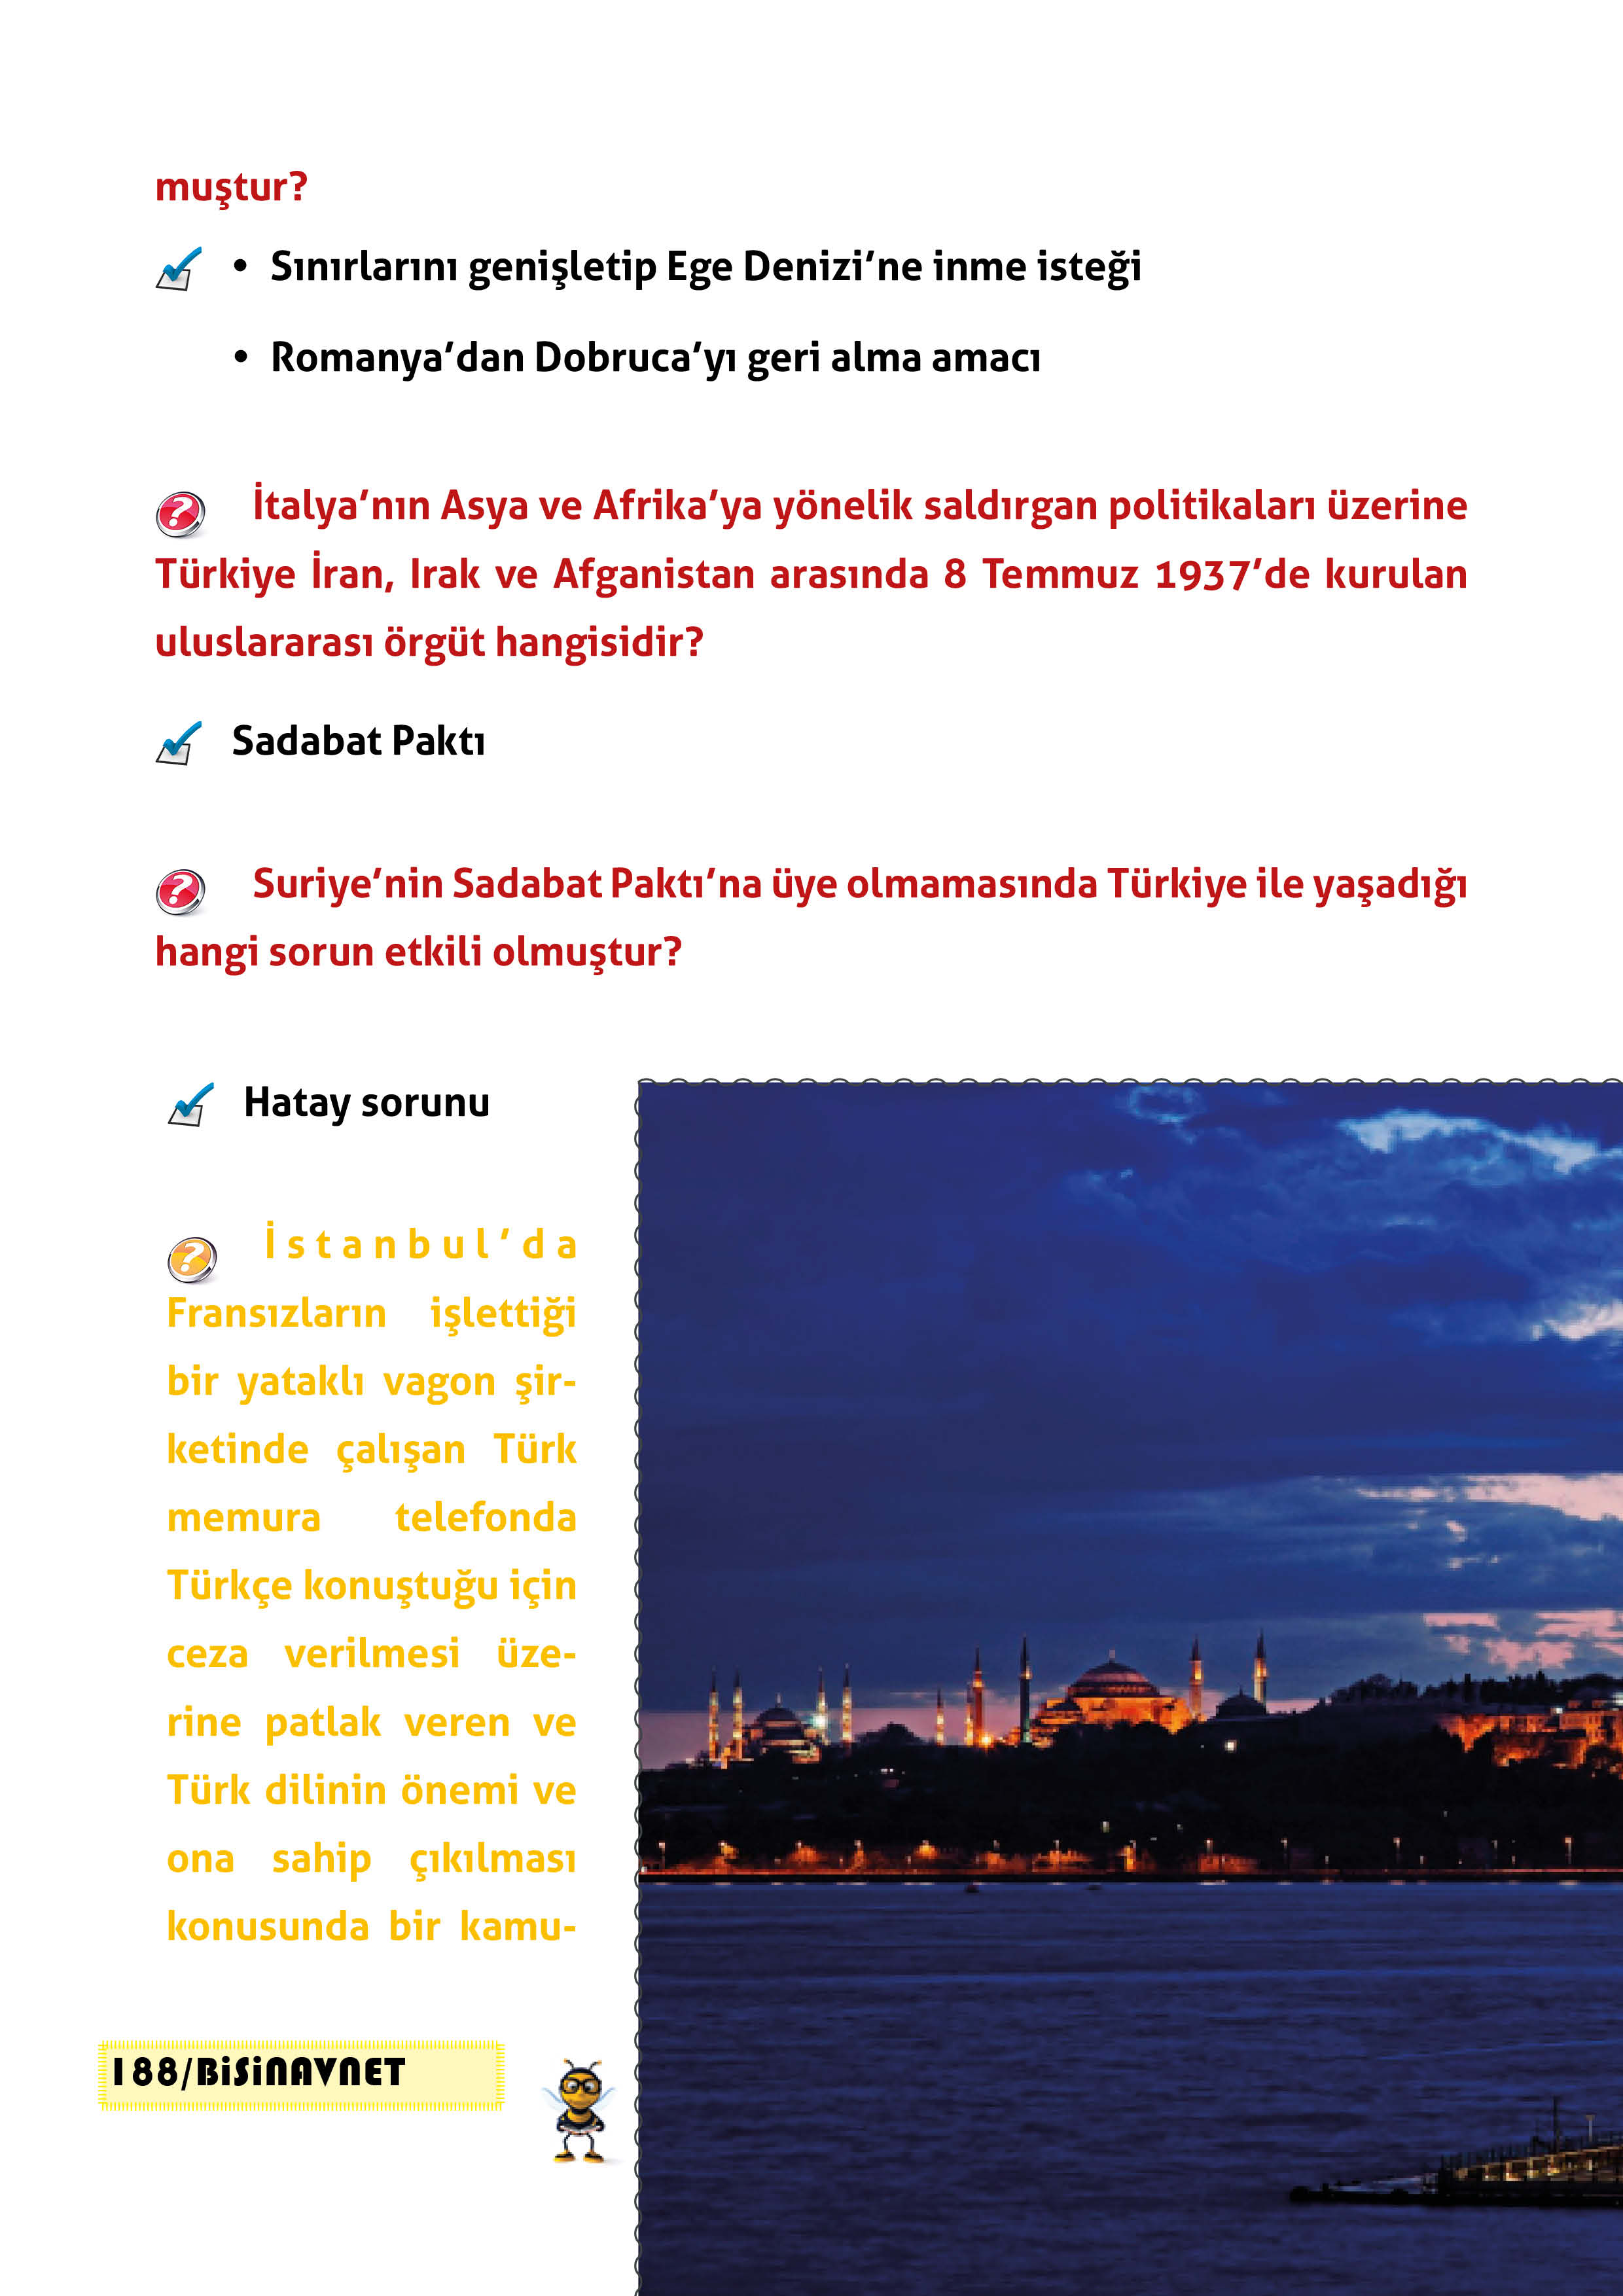 muştur?
• Sınırlarını genişletip Ege Denizi’ne inme isteği
• Romanya’dan Dobruca’yı geri alma amacı
İtalya’nın Asya ve Afrika’ya yönelik saldırgan politikaları üzerine
Türkiye İran, Irak ve Afganistan arasında 8 Temmuz 1937’de kurulan
uluslararası örgüt hangisidir?
Sadabat Paktı
Suriye’nin Sadabat Paktı’na üye olmamasında Türkiye ile yaşadığı
hangi sorun etkili olmuştur?
Hatay sorunu
İstanbul’da
Fransızların işlettiği
bir yataklı vagon şir-
ketinde çalışan Türk
memura telefonda
Türkçe konuştuğu için
ceza verilmesi üze-
rine patlak veren ve
Türk dilinin önemi ve
ona sahip çıkılması
konusunda bir kamu-
188/BiSiNAVNET